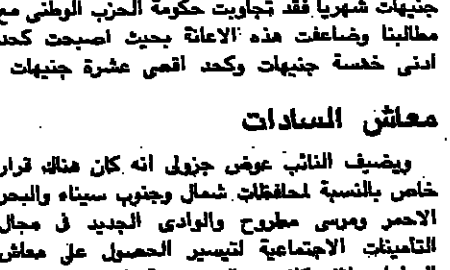 جنيهات شهريا فقد تجاوبت حكومة الحزب الوطنى مع
مطالبنا وضاعفت هذه الاعانة بحيث اصبحت كحد
ادنى خمسة جنيهات وكحد اقصى عشرة جنيهات
معاش السادات
ويضيف النائب عوض جزولى انه كان هناك قرار
خاص بالنسبة لمحافظات شمال وجنوب سيناء والبحر
الاحمر ومرسى مطروح والوادى الجديد فى مجال
التأمينات الاجتماعية لتيسير الحصول على معاش